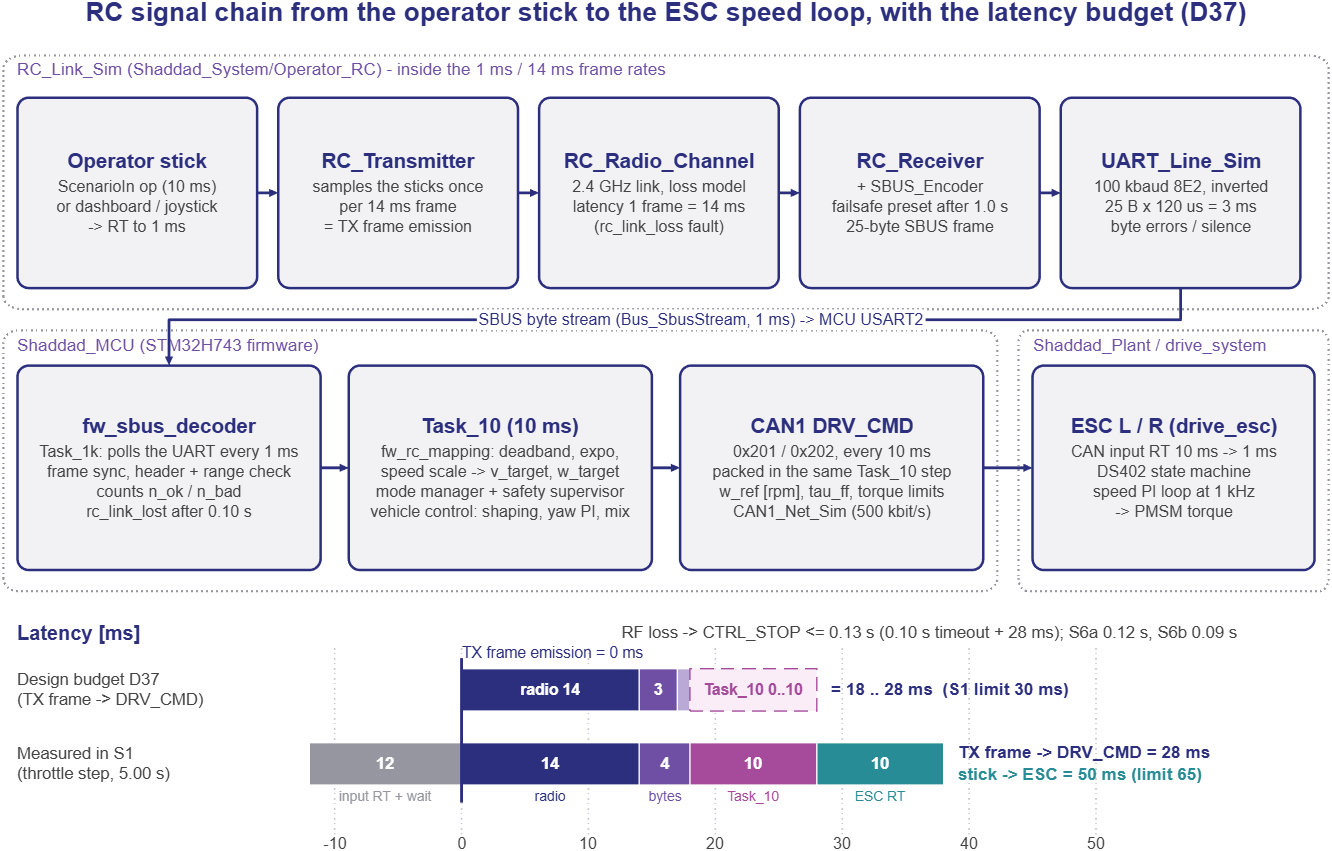 RC signal chain from the operator stick to the ESC speed loop, with the latency budget (D37)
RC_Link_Sim (Shaddad_System/Operator_RC) - inside the 1 ms / 14 ms frame rates
Operator stick
ScenarioIn op (10 ms)
or dashboard / joystick
-> RT to 1 ms
RC_Transmitter
samples the sticks once
per 14 ms frame
= TX frame emission
RC_Radio_Channel
2.4 GHz link, loss model
latency 1 frame = 14 ms
(rc_link_loss fault)
RC_Receiver
+ SBUS_Encoder
failsafe preset after 1.0 s
25-byte SBUS frame
UART_Line_Sim
100 kbaud 8E2, inverted
25 B x 120 us = 3 ms
byte errors / silence
SBUS byte stream (Bus_SbusStream, 1 ms) -> MCU USART2
Shaddad_MCU (STM32H743 firmware)
fw_sbus_decoder
Task_1k: polls the UART every 1 ms
frame sync, header + range check
counts n_ok / n_bad
rc_link_lost after 0.10 s
Task_10 (10 ms)
fw_rc_mapping: deadband, expo,
speed scale -> v_target, w_target
mode manager + safety supervisor
vehicle control: shaping, yaw PI, mix
CAN1 DRV_CMD
0x201 / 0x202, every 10 ms
packed in the same Task_10 step
w_ref [rpm], tau_ff, torque limits
CAN1_Net_Sim (500 kbit/s)
Shaddad_Plant / drive_system
ESC L / R (drive_esc)
CAN input RT 10 ms -> 1 ms
DS402 state machine
speed PI loop at 1 kHz
-> PMSM torque
Latency [ms]
RF loss -> CTRL_STOP <= 0.13 s (0.10 s timeout + 28 ms); S6a 0.12 s, S6b 0.09 s
TX frame emission = 0 ms
Design budget D37
(TX frame -> DRV_CMD)
radio 14
3
Task_10 0..10
= 18 .. 28 ms (S1 limit 30 ms)
Measured in S1
(throttle step, 5.00 s)
12
14
4
10
10
TX frame -> DRV_CMD = 28 ms
stick -> ESC = 50 ms (limit 65)
input RT + wait
radio
bytes
Task_10
ESC RT
-10
0
10
20
30
40
50